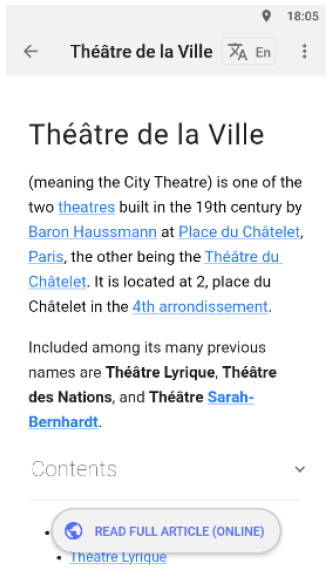 18:05
Théâtre de la Ville
En
Théâtre de la Ville
(meaning the City Theatre) is one of the
two theatres built in the 19th century by
Baron Haussmann at Place du Châtelet,
Paris, the other being the Théâtre du
Châtelet. It is located at 2, place du
Châtelet in the 4th arrondissement.
Included among its many previous
names are Théâtre Lyrique, Théâtre
des Nations, and Théâtre Sarah-
Bernhardt.
Contents
READ FULL ARTICLE (ONLINE)
Théâtre Lyrique